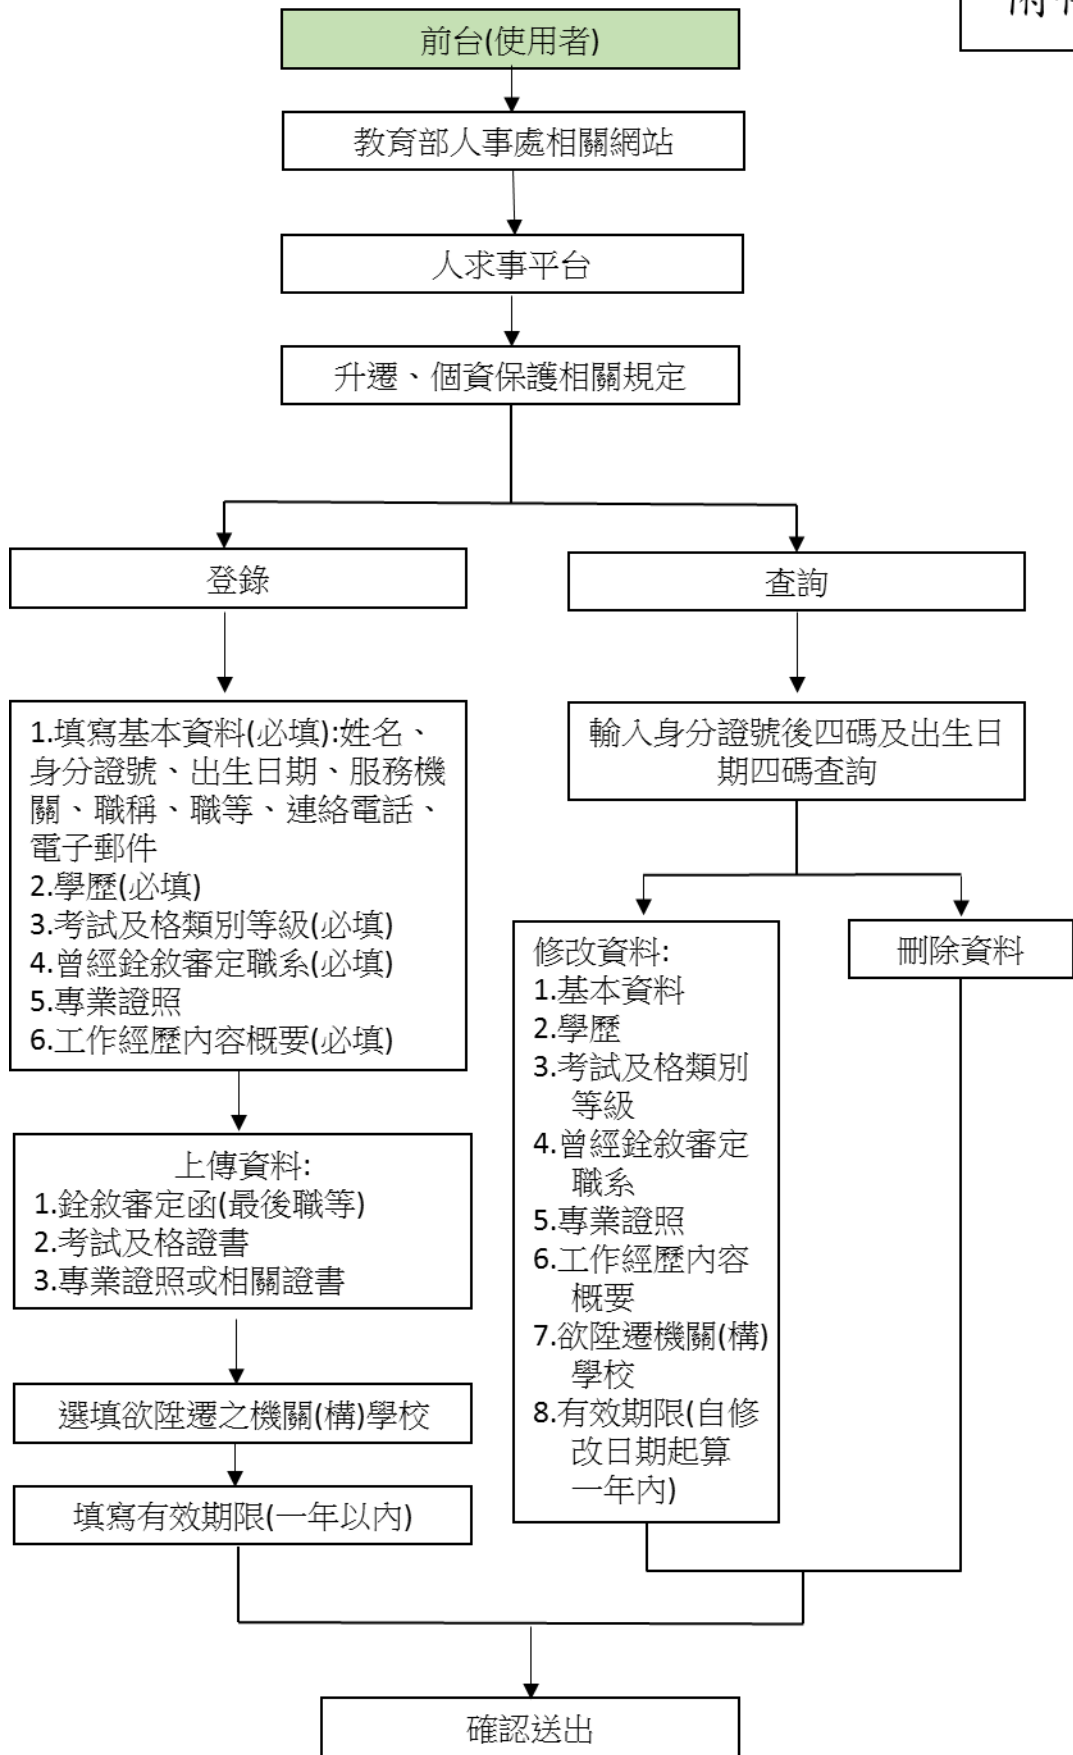 前台(使用者)
教育部人事處相關網站
人求事平台
升遷、個資保護相關規定
登錄
查詢
1.填寫基本資料(必填):姓名、
身分證號、出生日期、服務機
關、職稱、職等、連絡電話、
電子郵件
2.學歷(必填)
3.考試及格類別等級(必填)
4.曾經銓敘審定職系(必填)
5.專業證照
6.工作經歷內容概要(必填)
輸入身分證號後四碼及出生日
期四碼查詢
上傳資料:
1.銓敘審定函(最後職等)
2.考試及格證書
3.專業證照或相關證書
選填欲陞遷之機關(構)學校
填寫有效期限(一年以內)
修改資料:
1.基本資料
2.學歷
3.考試及格類別
等級
4.曾經銓敘審定
職系
5.專業證照
6.工作經歷內容
概要
7.欲陞遷機關(構)
學校
8.有效期限(自修
改日期起算
一年內)
刪除資料
確認送出